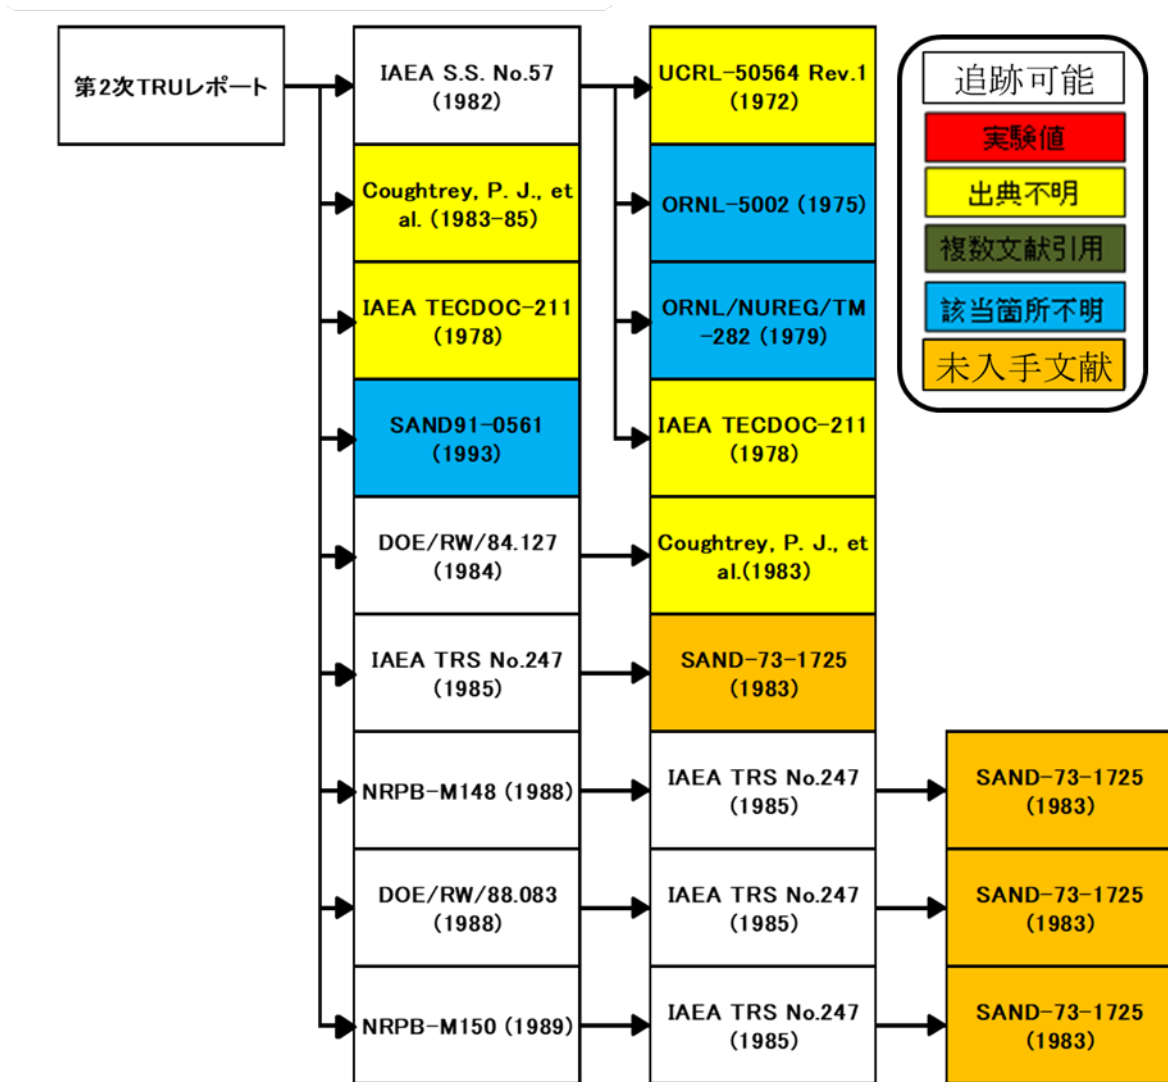 第2次TRUレポート
IAEA S.S. No.57
(1982)
UCRL-50564 Rev.1
(1972)
Coughtrey, P. J., et
al. (1983-85)
ORNL-5002 (1975)
IAEA TECDOC-211
(1978)
ORNL/NUREG/TM
-282 (1979)
SAND91-0561
(1993)
IAEA TECDOC-211
(1978)
DOE/RW/84.127
(1984)
Coughtrey, P. J., et
al.(1983)
IAEA TRS No.247
(1985)
SAND-73-1725
(1983)
NRPB-M148 (1988)
IAEA TRS No.247
(1985)
SAND-73-1725
(1983)
DOE/RW/88.083
(1988)
IAEA TRS No.247
(1985)
SAND-73-1725
(1983)
NRPB-M150 (1989)
IAEA TRS No.247
(1985)
SAND-73-1725
(1983)
追跡可能
実験値
出典不明
複数文献引用
該当箇所不明
未入手文献